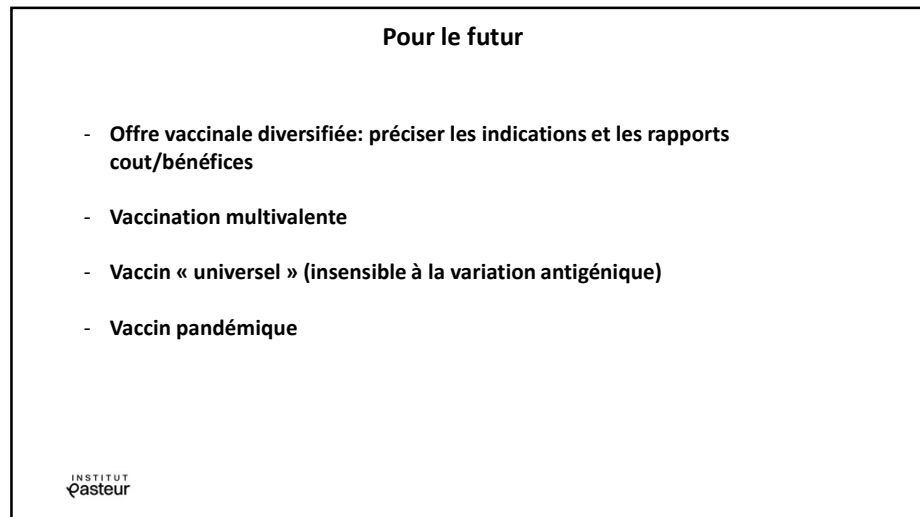 Pour le futur
- Offre vaccinale diversifiée: préciser les indications et les rapports
cout/bénéfices
- Vaccination multivalente
- Vaccin « universel » (insensible à la variation antigénique)
- Vaccin pandémique
INSTITUT
Pasteur